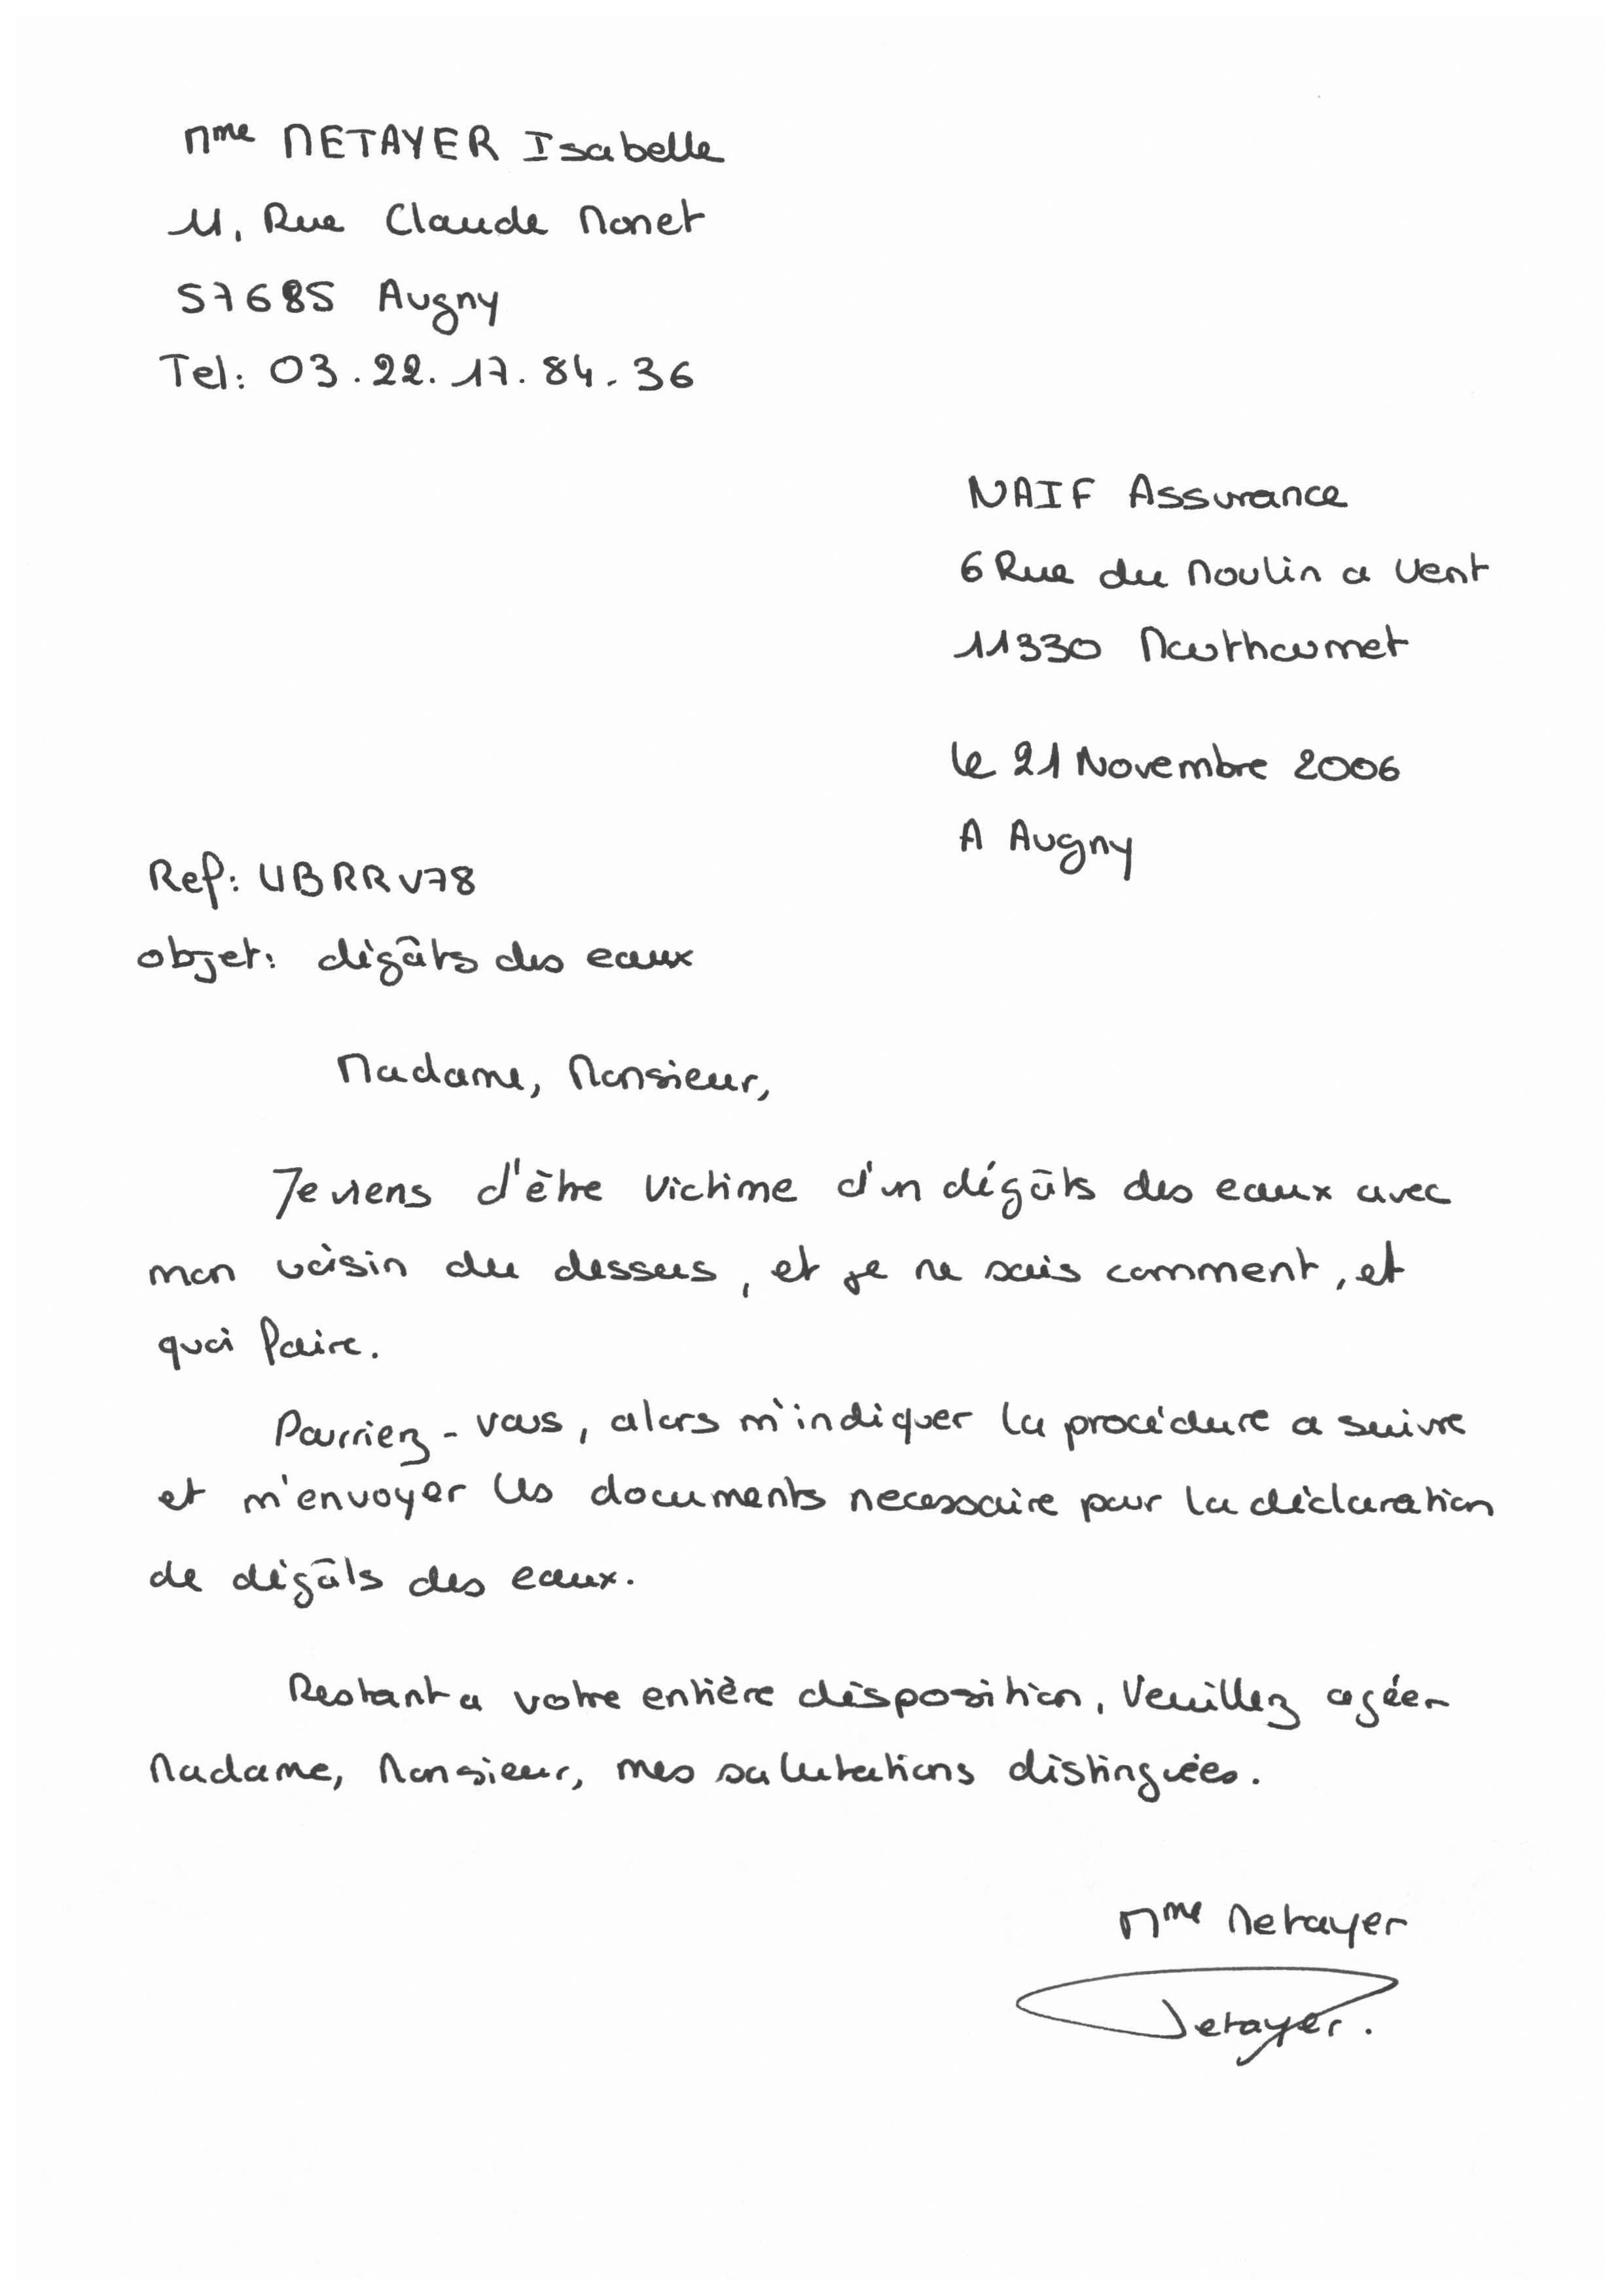 Mme METAYER Isabelle
11, Rue Claude Monet
57685 Augny
Tel: 03.22.17.84.36
NAIF Assurance
6 Rue du Moulin a Vent
11330 Mouthoumet
le 21 Novembre 2006
A Augny
Ref: UBRRV78
objet: dégâts des eaux
Madame, Monsieur,
Je viens d'être victime d'un dégâts des eaux avec
mon voisin du dessus, et je ne sais comment, et
quoi faire.
Pourriez-vous, alors m'indiquer la procédure a suivre
et m'envoyer les documents necessaire pour la déclaration
de dégâts des eaux.
Restant a votre entière disposition, Veuillez agéer
Madame, Monsieur, mes salutations distinguées.
Mme Metayer
Metayer.